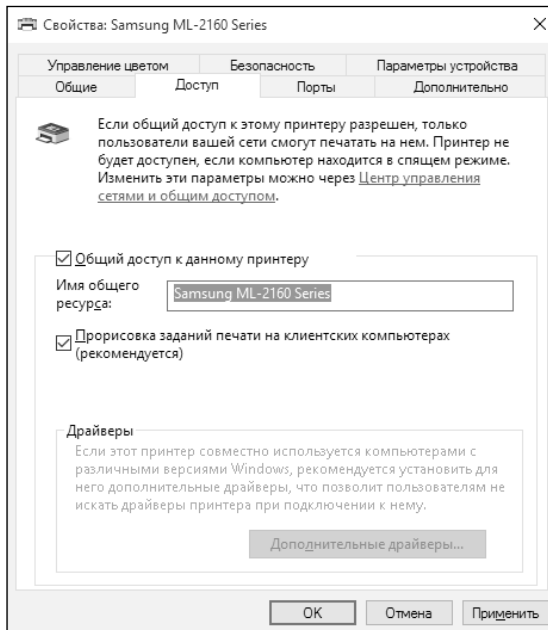 Свойства: Samsung ML-2160 Series
Управление цветом Безопасность Параметры устройства
Общие Доступ Порты Дополнительно
Если общий доступ к этому принтеру разрешен, только
пользователи вашей сети смогут печатать на нем. Принтер не
будет доступен, если компьютер находится в спящем режиме.
Изменить эти параметры можно через Центр управления
сетями и общим доступом.
Общий доступ к данному принтеру
Имя общего
ресурса:
Samsung ML-2160 Series
Прорисовка заданий печати на клиентских компьютерах
(рекомендуется)
Драйверы
Если этот принтер совместно используется компьютерами с
различными версиями Windows, рекомендуется установить для
него дополнительные драйверы, что позволит пользователям не
искать драйверы принтера при подключении к нему.
Дополнительные драйверы...
OK Отмена Применить